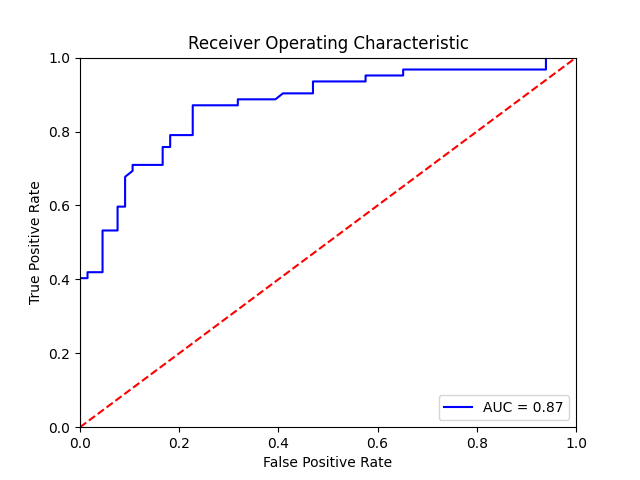 Receiver Operating Characteristic
1.0
0.8
0.6
0.4
0.2
0.0
True Positive Rate
AUC = 0.87
0.0 0.2 0.4 0.6 0.8 1.0
False Positive Rate